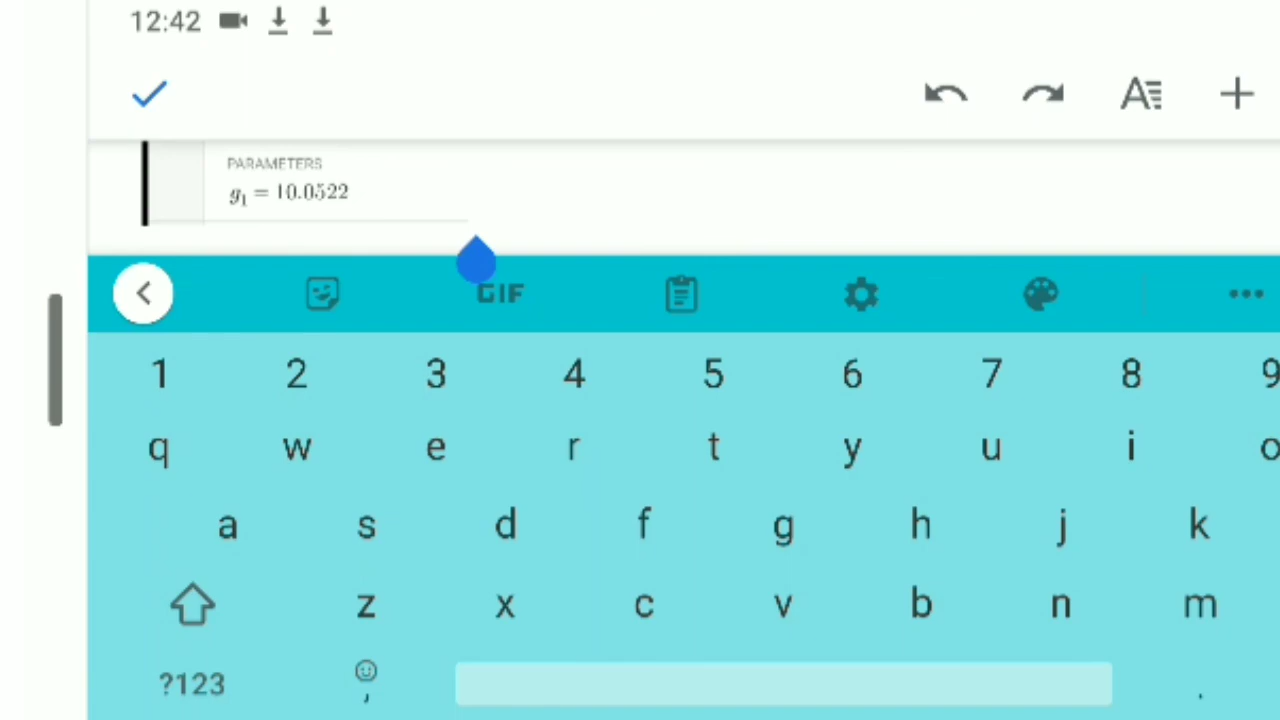 12:42
PARAMETERS
g₁ = 10.0522
GIF
1 2 3 4 5 6 7 8 9
q w e r t y u i o
a s d f g h j k
z x c v b n m
?123 , .